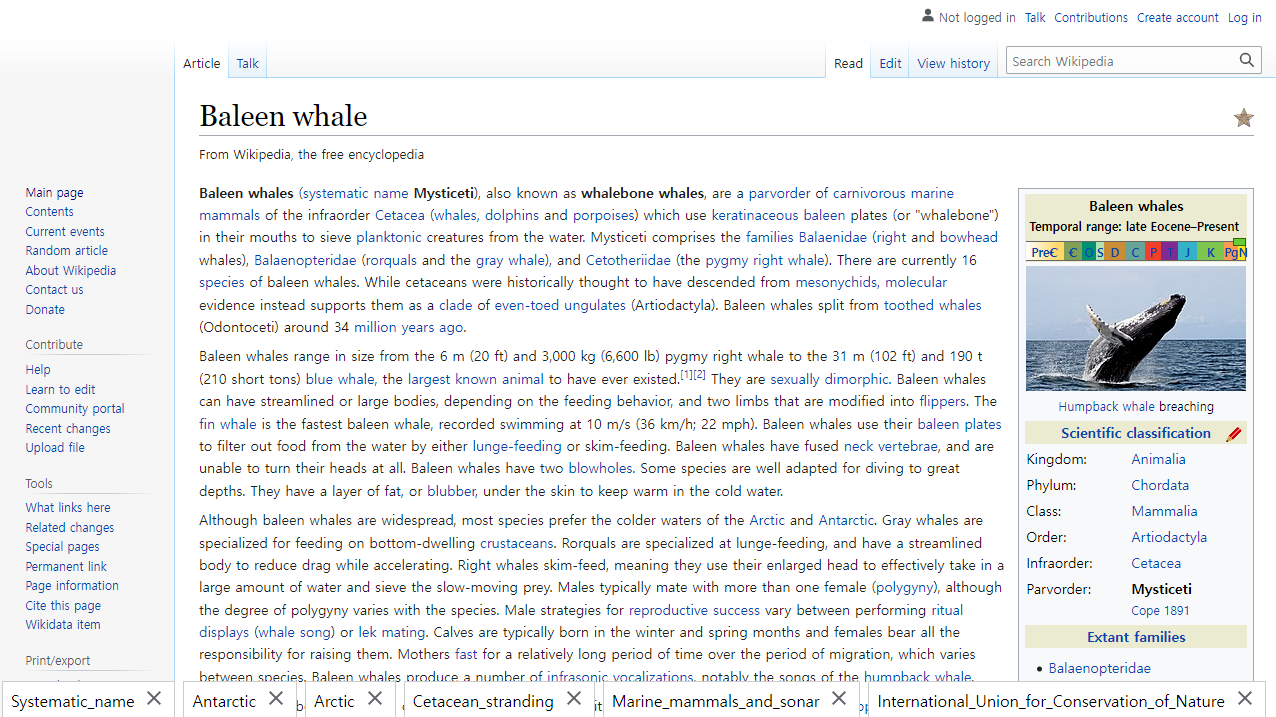 Not logged in Talk Contributions Create account Log in
Article Talk Read Edit View history Search Wikipedia
Baleen whale
From Wikipedia, the free encyclopedia
Main page
Contents
Current events
Random article
About Wikipedia
Contact us
Donate
Contribute
Help
Learn to edit
Community portal
Recent changes
Upload file
Tools
What links here
Related changes
Special pages
Permanent link
Page information
Cite this page
Wikidata item
Print/export
Baleen whales (systematic name Mysticeti), also known as whalebone whales, are a parvorder of carnivorous marine
mammals of the infraorder Cetacea (whales, dolphins and porpoises) which use keratinaceous baleen plates (or "whalebone")
in their mouths to sieve planktonic creatures from the water. Mysticeti comprises the families Balaenidae (right and bowhead
whales), Balaenopteridae (rorquals and the gray whale), and Cetotheriidae (the pygmy right whale). There are currently 16
species of baleen whales. While cetaceans were historically thought to have descended from mesonychids, molecular
evidence instead supports them as a clade of even-toed ungulates (Artiodactyla). Baleen whales split from toothed whales
(Odontoceti) around 34 million years ago.
Baleen whales range in size from the 6 m (20 ft) and 3,000 kg (6,600 lb) pygmy right whale to the 31 m (102 ft) and 190 t
(210 short tons) blue whale, the largest known animal to have ever existed.[1][2] They are sexually dimorphic. Baleen whales
can have streamlined or large bodies, depending on the feeding behavior, and two limbs that are modified into flippers. The
fin whale is the fastest baleen whale, recorded swimming at 10 m/s (36 km/h; 22 mph). Baleen whales use their baleen plates
to filter out food from the water by either lunge-feeding or skim-feeding. Baleen whales have fused neck vertebrae, and are
unable to turn their heads at all. Baleen whales have two blowholes. Some species are well adapted for diving to great
depths. They have a layer of fat, or blubber, under the skin to keep warm in the cold water.
Although baleen whales are widespread, most species prefer the colder waters of the Arctic and Antarctic. Gray whales are
specialized for feeding on bottom-dwelling crustaceans. Rorquals are specialized at lunge-feeding, and have a streamlined
body to reduce drag while accelerating. Right whales skim-feed, meaning they use their enlarged head to effectively take in a
large amount of water and sieve the slow-moving prey. Males typically mate with more than one female (polygyny), although
the degree of polygyny varies with the species. Male strategies for reproductive success vary between performing ritual
displays (whale song) or lek mating. Calves are typically born in the winter and spring months and females bear all the
responsibility for raising them. Mothers fast for a relatively long period of time over the period of migration, which varies
between species. Baleen whales produce a number of infrasonic vocalizations, notably the songs of the humpback whale.
Baleen whales
Temporal range: late Eocene–Present
PreЄ Є O S D C P T J K Pg N
Humpback whale breaching
Scientific classification
Kingdom: Animalia
Phylum: Chordata
Class: Mammalia
Order: Artiodactyla
Infraorder: Cetacea
Parvorder: Mysticeti
Cope 1891
Extant families
• Balaenopteridae
Systematic_name Antarctic Arctic Cetacean_stranding Marine_mammals_and_sonar International_Union_for_Conservation_of_Nature